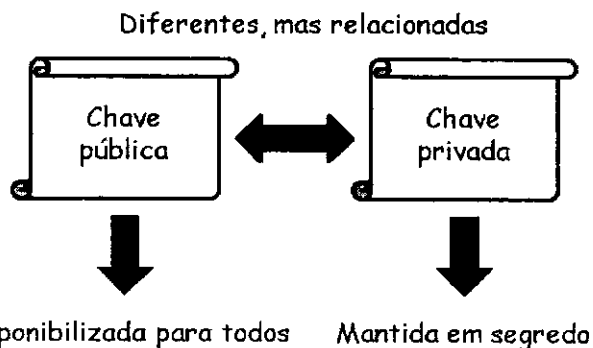 Diferentes, mas relacionadas
Chave
pública
Chave
privada
ponibilizada para todos
Mantida em segredo